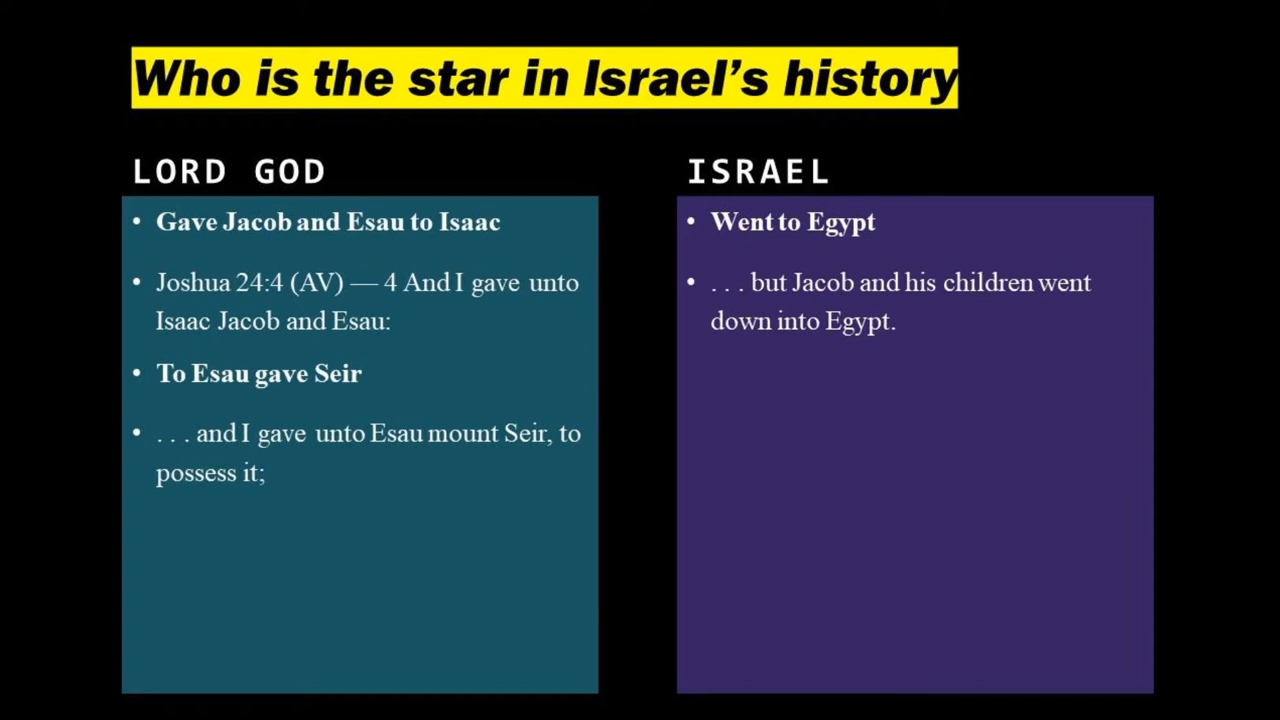 Who is the star in Israel’s history
LORD GOD
• Gave Jacob and Esau to Isaac
• Joshua 24:4 (AV) — 4 And I gave unto
Isaac Jacob and Esau:
• To Esau gave Seir
• . . . and I gave unto Esau mount Seir, to
possess it;
ISRAEL
• Went to Egypt
• . . . but Jacob and his children went
down into Egypt.